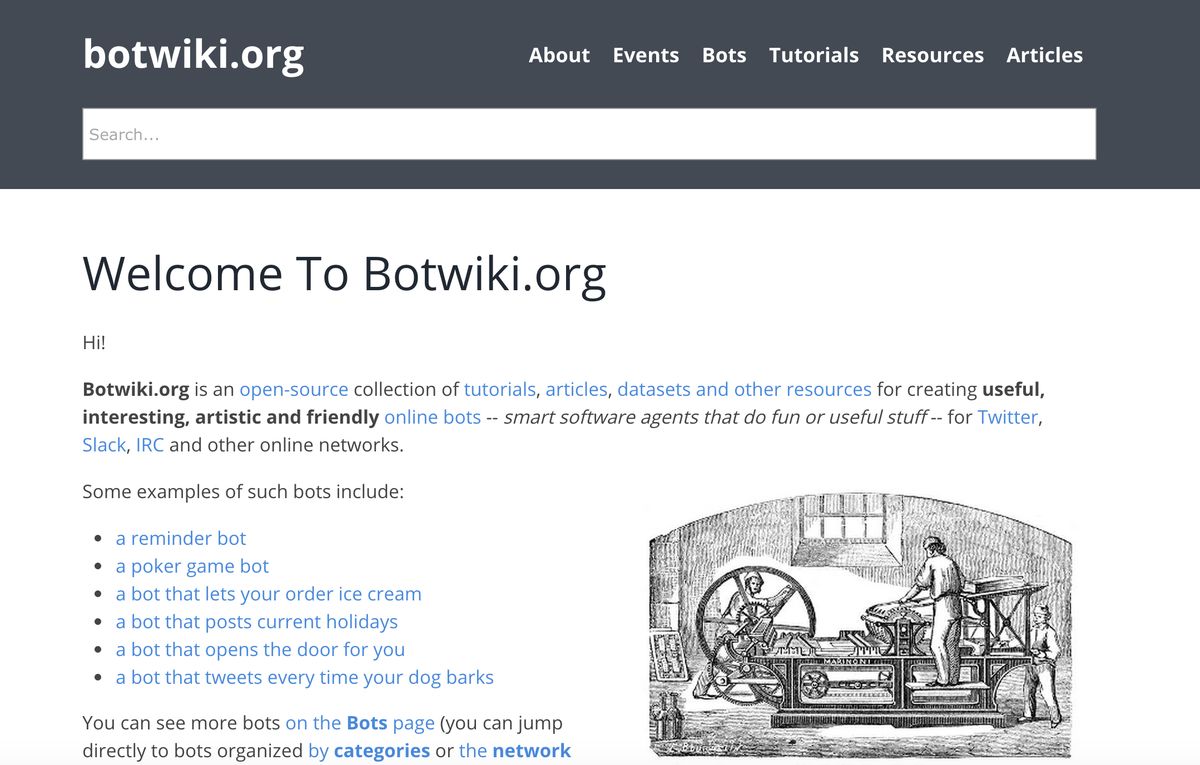 botwiki.org
About Events Bots Tutorials Resources Articles
Search...
Welcome To Botwiki.org
Hi!
Botwiki.org is an open-source collection of tutorials, articles, datasets and other resources for creating useful,
interesting, artistic and friendly online bots -- smart software agents that do fun or useful stuff -- for Twitter,
Slack, IRC and other online networks.
Some examples of such bots include:
a reminder bot
a poker game bot
a bot that lets your order ice cream
a bot that posts current holidays
a bot that opens the door for you
a bot that tweets every time your dog barks
MARINONI
You can see more bots on the Bots page (you can jump
directly to bots organized by categories or the network